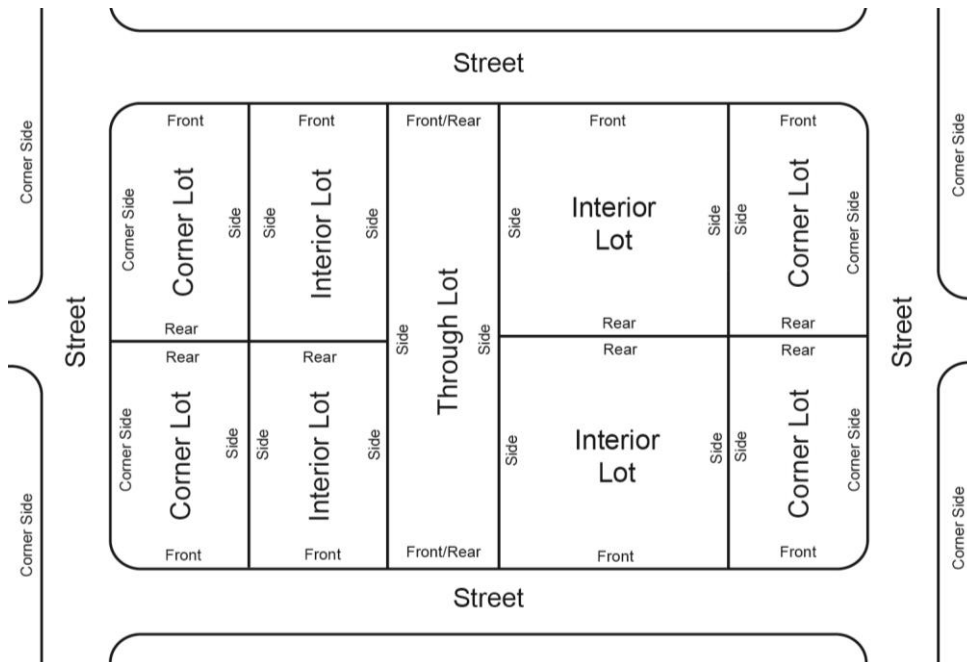 Street
Front
Front
Front/Rear
Front
Front
Corner Side
Corner Side
Corner Side
Corner Lot
Side
Side
Interior Lot
Side
Side
Interior
Lot
Side
Side
Corner Lot
Corner Side
Rear
Rear
Rear
Street
Side
Through Lot
Side
Street
Rear
Rear
Rear
Rear
Corner Side
Corner Lot
Side
Side
Interior Lot
Side
Side
Interior
Lot
Side
Side
Corner Lot
Corner Side
Corner Side
Corner Side
Front
Front
Front/Rear
Front
Front
Street